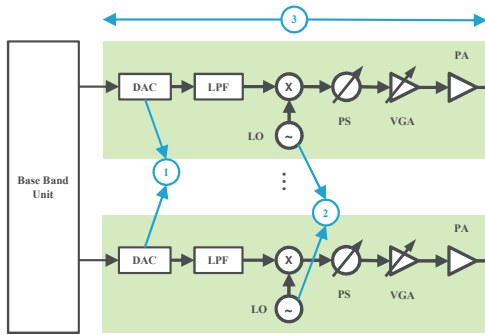 3
PA
DAC
LPF
X
LO
~
PS
VGA
1
⋮
2
Base Band
Unit
PA
DAC
LPF
X
LO
~
PS
VGA